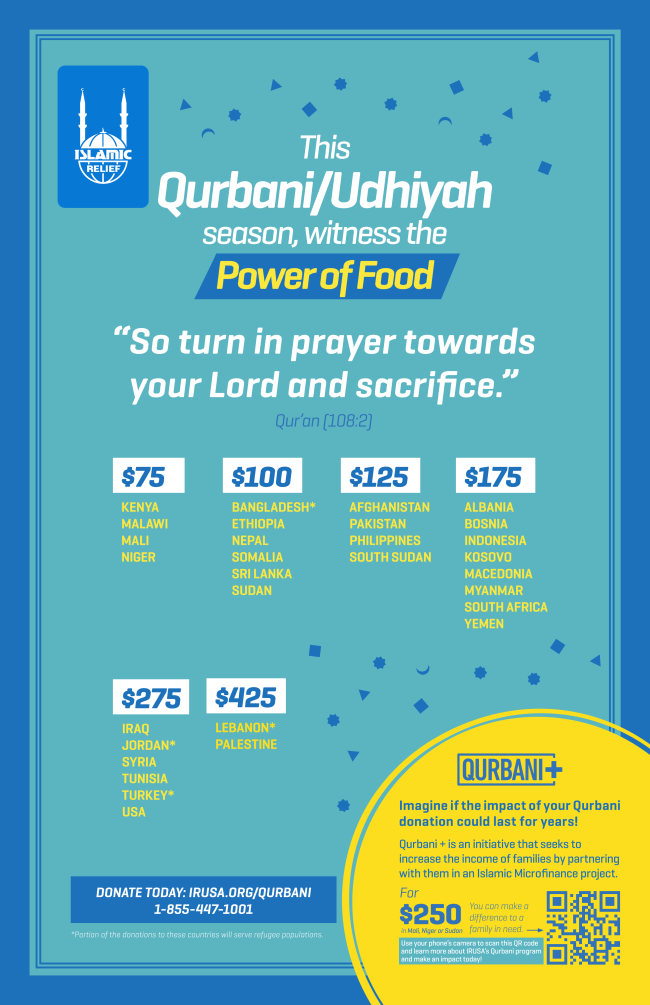 ISLAMIC
RELIEF
This
Qurbani/Udhiyah
season, witness the
Power of Food
“So turn in prayer towards
your Lord and sacrifice.”
Qur’an [108:2]
$75
KENYA
MALAWI
MALI
NIGER
$100
BANGLADESH*
ETHIOPIA
NEPAL
SOMALIA
SRI LANKA
SUDAN
$125
AFGHANISTAN
PAKISTAN
PHILIPPINES
SOUTH SUDAN
$175
ALBANIA
BOSNIA
INDONESIA
KOSOVO
MACEDONIA
MYANMAR
SOUTH AFRICA
YEMEN
$275
IRAQ
JORDAN*
SYRIA
TUNISIA
TURKEY*
USA
$425
LEBANON*
PALESTINE
DONATE TODAY: IRUSA.ORG/QURBANI
1-855-447-1001
*Portion of the donations to these countries will serve refugee populations.
QURBANI+
Imagine if the impact of your Qurbani
donation could last for years!
Qurbani + is an initiative that seeks to
increase the income of families by partnering
with them in an Islamic Microfinance project.
For
$250
in Mali, Niger or Sudan
You can make a
difference to a
family in need.
Use your phone's camera to scan this QR code
and learn more about IRUSA's Qurbani program
and make an impact today!